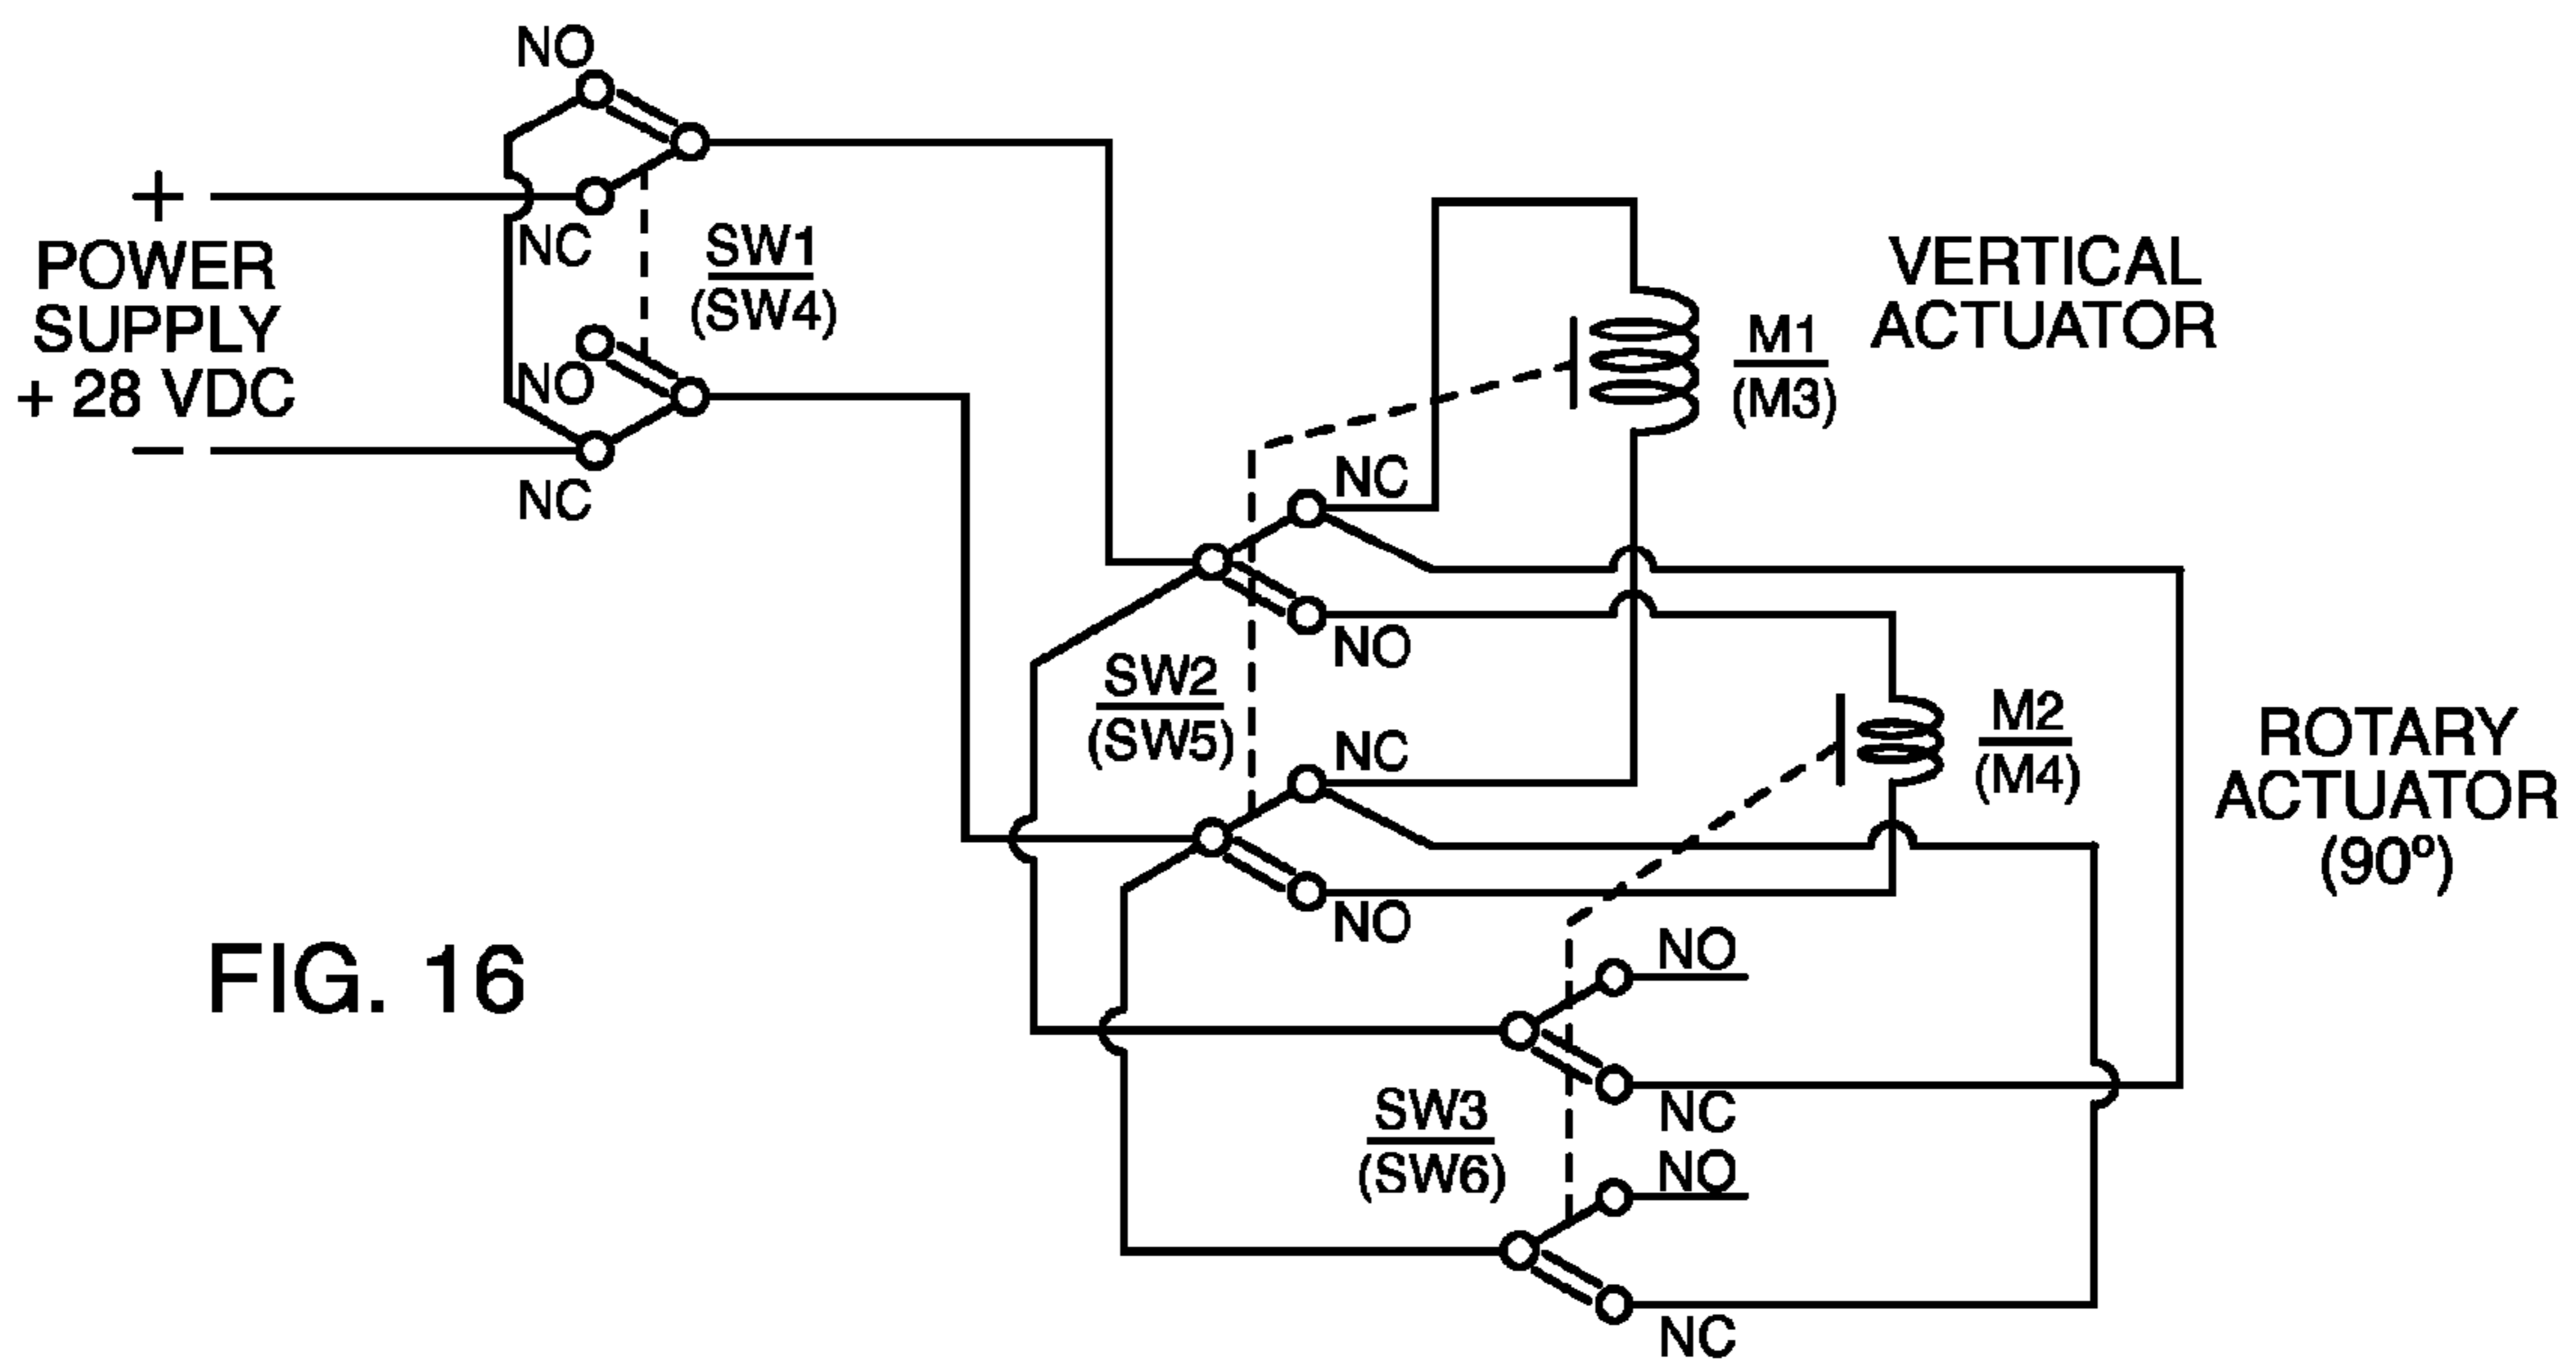 NO
+
NC
POWER
SUPPLY
+ 28 VDC
−
SW1
(SW4)
NO
NC
VERTICAL
ACTUATOR
M1
(M3)
NC
NO
SW2
(SW5)
NC
NO
M2
(M4)
ROTARY
ACTUATOR
(90º)
NO
NC
SW3
(SW6)
NO
NC
FIG. 16